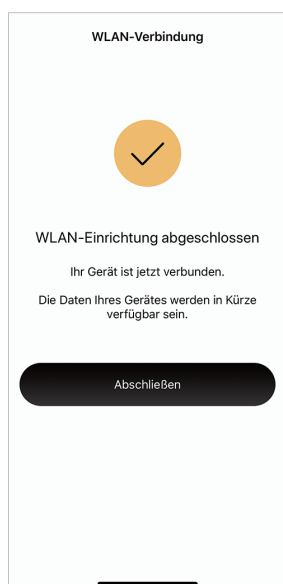 WLAN-Verbindung
WLAN-Einrichtung abgeschlossen
Ihr Gerät ist jetzt verbunden.
Die Daten Ihres Gerätes werden in Kürze
verfügbar sein.
Abschließen